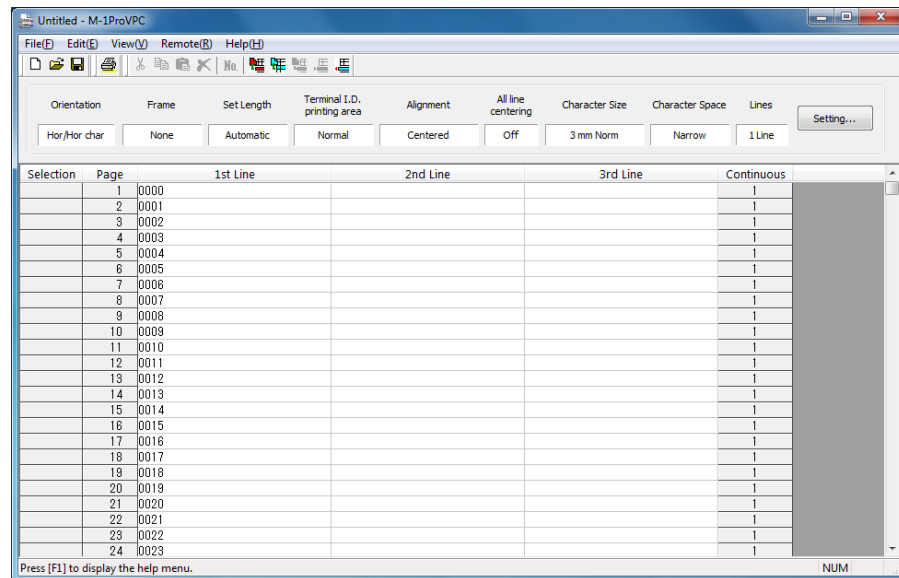 Untitled - M-1ProVPC
File(F) Edit(E) View(V) Remote(R) Help(H)
No.
Orientation Frame Set Length Terminal I.D. printing area Alignment All line centering Character Size Character Space Lines
Hor/Hor char None Automatic Normal Centered Off 3 mm Norm Narrow 1 Line Setting...
Selection Page 1st Line 2nd Line 3rd Line Continuous
1 0000 1
2 0001 1
3 0002 1
4 0003 1
5 0004 1
6 0005 1
7 0006 1
8 0007 1
9 0008 1
10 0009 1
11 0010 1
12 0011 1
13 0012 1
14 0013 1
15 0014 1
16 0015 1
17 0016 1
18 0017 1
19 0018 1
20 0019 1
21 0020 1
22 0021 1
23 0022 1
24 0023 1
Press [F1] to display the help menu. NUM